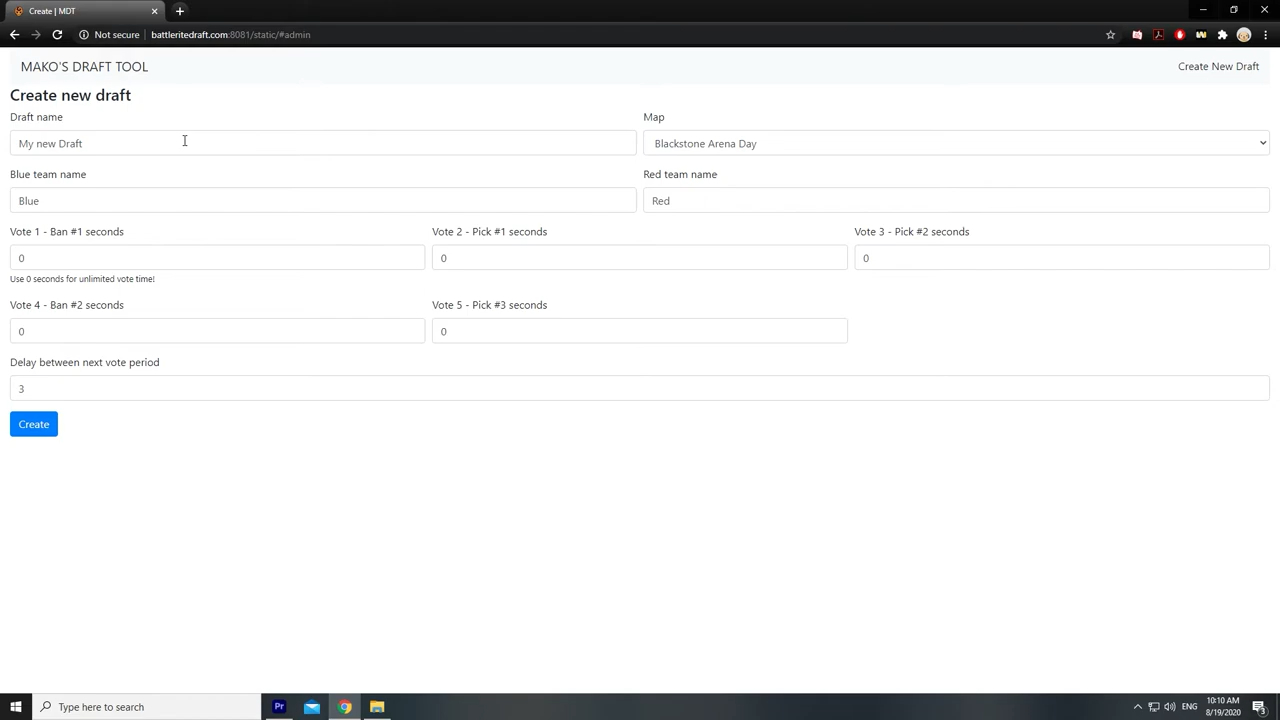 Create | MDT
Not secure
battleritedraft.com:8081/static/#admin
MAKO'S DRAFT TOOL
Create New Draft
Create new draft
Draft name
Map
My new Draft
Blackstone Arena Day
Blue team name
Red team name
Blue
Red
Vote 1 - Ban #1 seconds
Vote 2 - Pick #1 seconds
Vote 3 - Pick #2 seconds
0
0
0
Use 0 seconds for unlimited vote time!
Vote 4 - Ban #2 seconds
Vote 5 - Pick #3 seconds
0
0
Delay between next vote period
3
Create
Type here to search
Pr
ENG
10:10 AM
8/19/2020
3